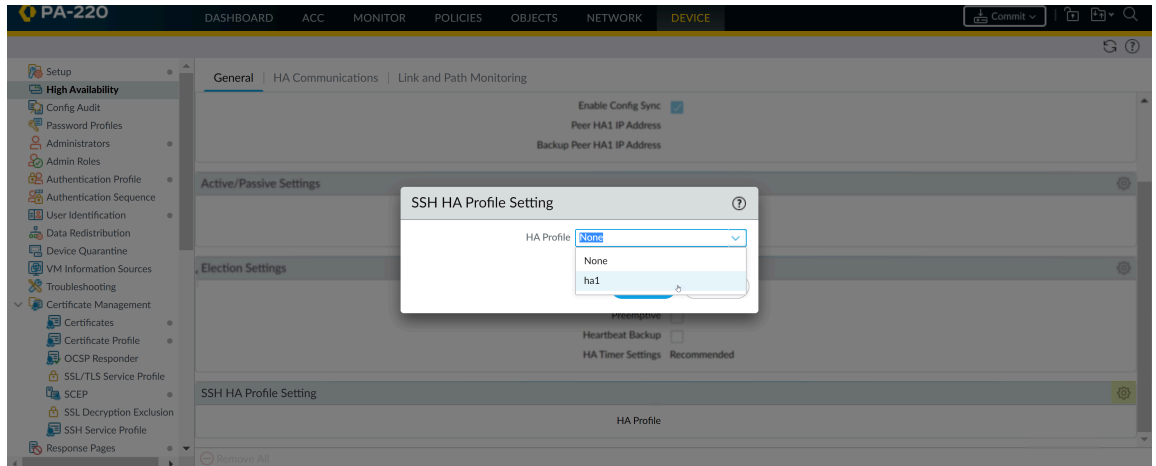 PA-220
DASHBOARD ACC MONITOR POLICIES OBJECTS NETWORK DEVICE
Commit
Setup
High Availability
Config Audit
Password Profiles
Administrators
Admin Roles
Authentication Profile
Authentication Sequence
User Identification
Data Redistribution
Device Quarantine
VM Information Sources
Troubleshooting
Certificate Management
Certificates
Certificate Profile
OCSP Responder
SSL/TLS Service Profile
SCEP
SSL Decryption Exclusion
SSH Service Profile
Response Pages
General | HA Communications | Link and Path Monitoring
Enable Config Sync
Peer HA1 IP Address
Backup Peer HA1 IP Address
Active/Passive Settings
SSH HA Profile Setting
HA Profile None
None
ha1
Election Settings
Preemptive
Heartbeat Backup
HA Timer Settings Recommended
SSH HA Profile Setting
HA Profile
Remove All